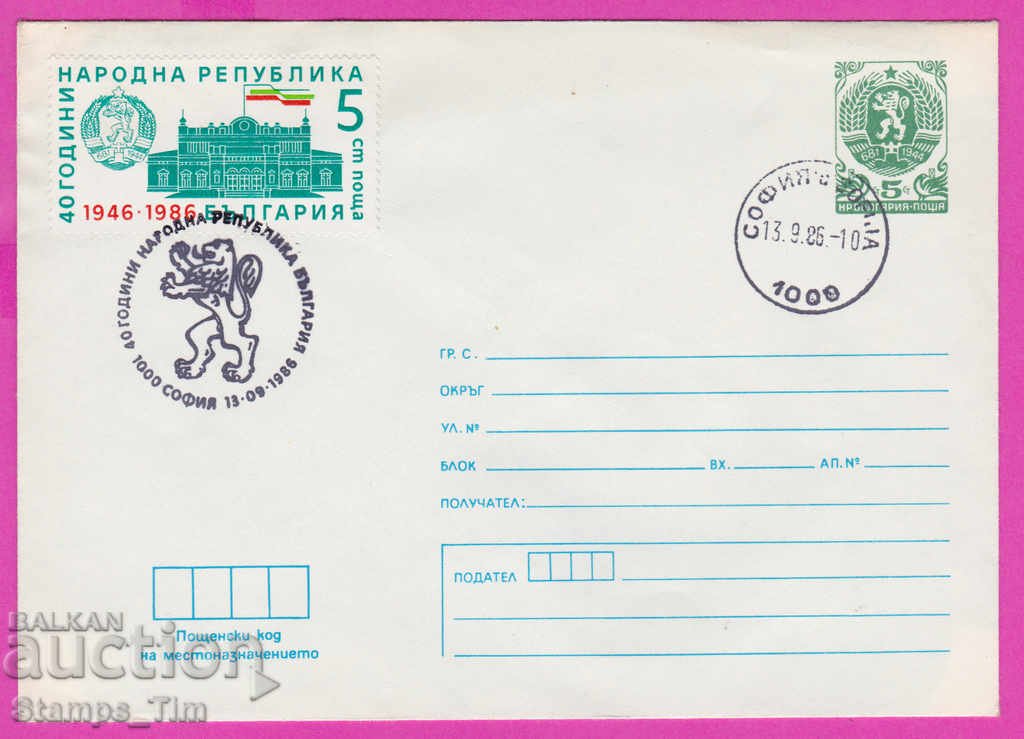 НАРОДНА РЕПУБЛИКА
40 ГОДИНИ
5
ст поща
681 1944
1946·1986 БЪЛГАРИЯ
40 ГОДИНИ НАРОДНА РЕПУБЛИКА БЪЛГАРИЯ
1000 СОФИЯ 13·09·1986
681 1944
5
НР БЪЛГАРИЯ·ПОЩА
СОФИЯ
13.9.86.-10
1000
ГР. С.
ОКРЪГ
УЛ. №
БЛОК ВХ. АП. №
ПОЛУЧАТЕЛ:
ПОДАТЕЛ
Пощенски код
на местоназначението
BALKAN
auction
Stamps_Tim